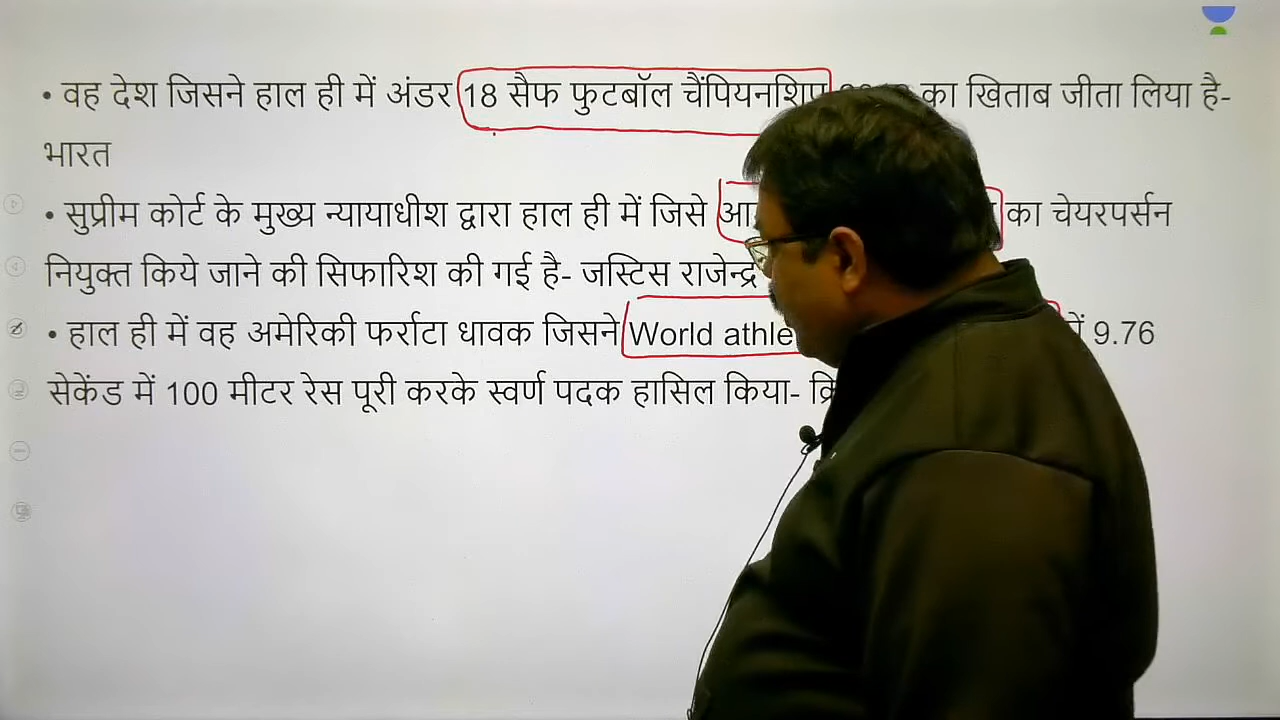 • वह देश जिसने हाल ही में अंडर 18 सैफ फुटबॉल चैंपियनशिप का खिताब जीता लिया है-
भारत
• सुप्रीम कोर्ट के मुख्य न्यायाधीश द्वारा हाल ही में जिसे का चेयरपर्सन
नियुक्त किये जाने की सिफारिश की गई है- जस्टिस राजेन्द्र
• हाल ही में वह अमेरिकी फर्राटा धावक जिसने World में 9.76
सेकेंड में 100 मीटर रेस पूरी करके स्वर्ण पदक हासिल किया-